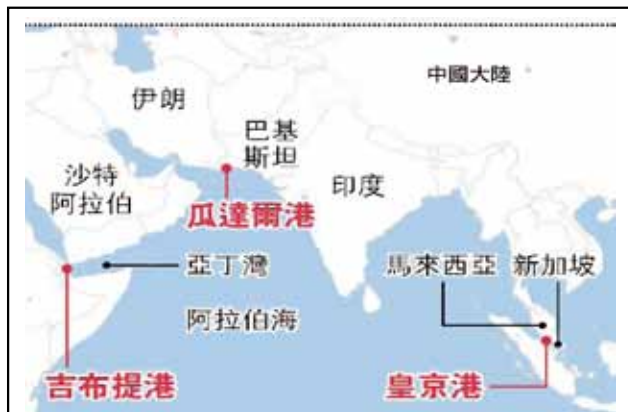 中國大陸
伊朗
巴基
斯坦
沙特
阿拉伯
印度
瓜達爾港
亞丁灣
馬來西亞
新加坡
阿拉伯海
吉布提港
皇京港